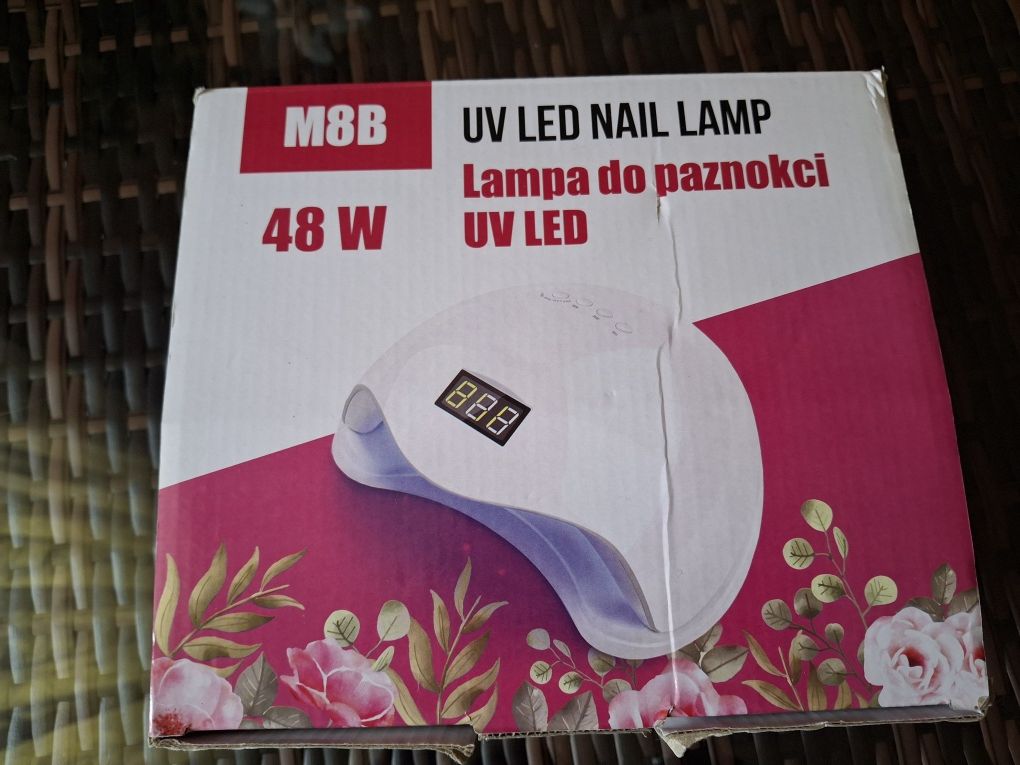 M8B
UV LED NAIL LAMP
Lampa do paznokci
48 W
UV LED